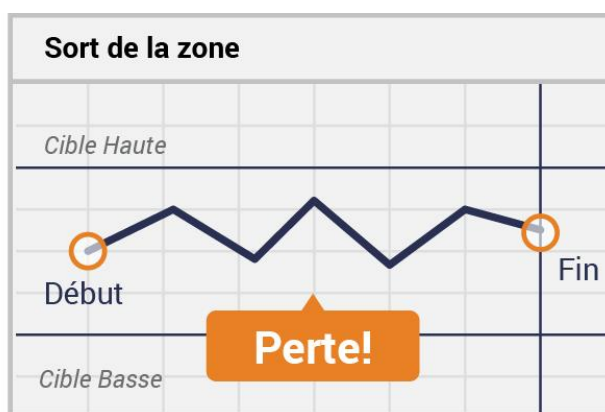 Sort de la zone
Cible Haute
Début
Fin
Perte!
Cible Basse